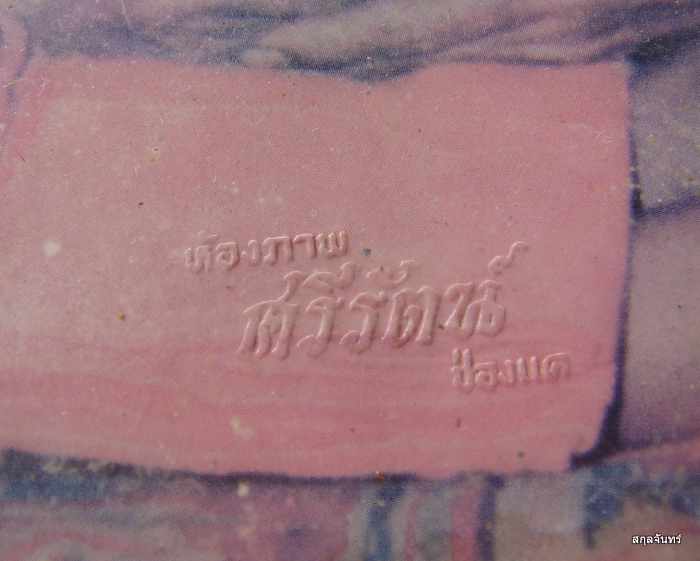 ห้องภาพ
ศรีรัตน์
ป่องแค
สกุลจันทร์